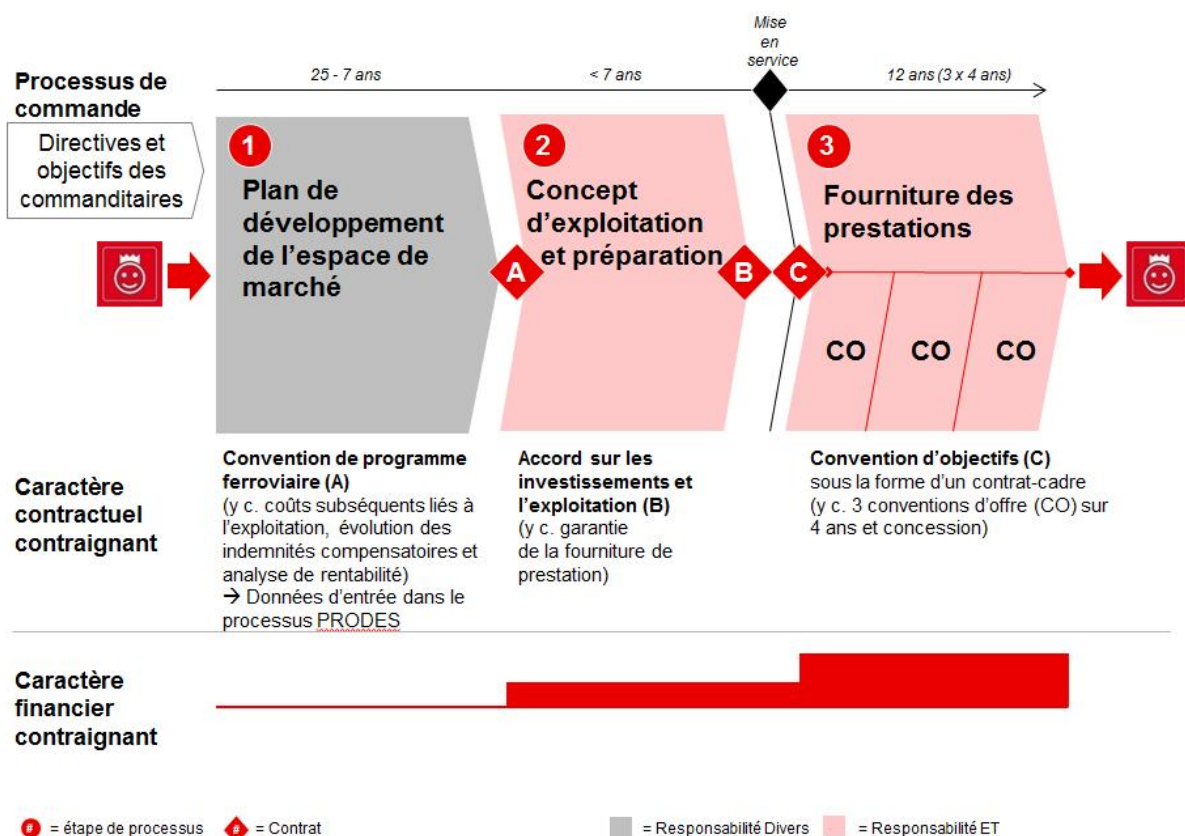 Mise
en
service
25 - 7 ans
< 7 ans
12 ans (3 x 4 ans)
Processus de
commande
Directives et
objectifs des
commanditaires
1
Plan de
développement
de l'espace de
marché
A
2
Concept
d'exploitation
et préparation
B
C
3
Fourniture des
prestations
CO
CO
CO
Caractère
contractuel
contraignant
Convention de programme
ferroviaire (A)
(y c. coûts subséquents liés à
l'exploitation, évolution des
indemnités compensatoires et
analyse de rentabilité)
→ Données d'entrée dans le
processus PRODES
Accord sur les
investissements et
l'exploitation (B)
(y c. garantie
de la fourniture de
prestation)
Convention d'objectifs (C)
sous la forme d'un contrat-cadre
(y c. 3 conventions d'offre (CO) sur
4 ans et concession)
Caractère
financier
contraignant
# = étape de processus
# = Contrat
= Responsabilité Divers
= Responsabilité ET